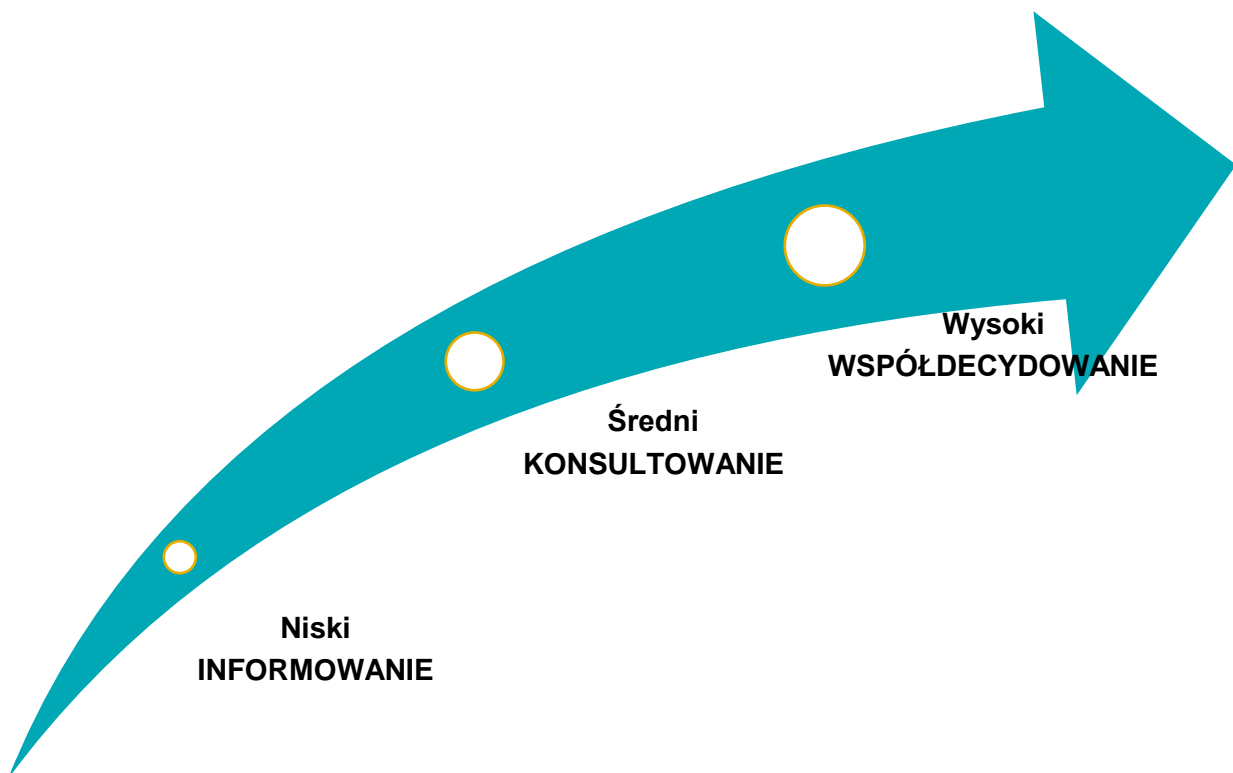 Wysoki
WSPÓŁDECYDOWANIE
Średni
KONSULTOWANIE
Niski
INFORMOWANIE